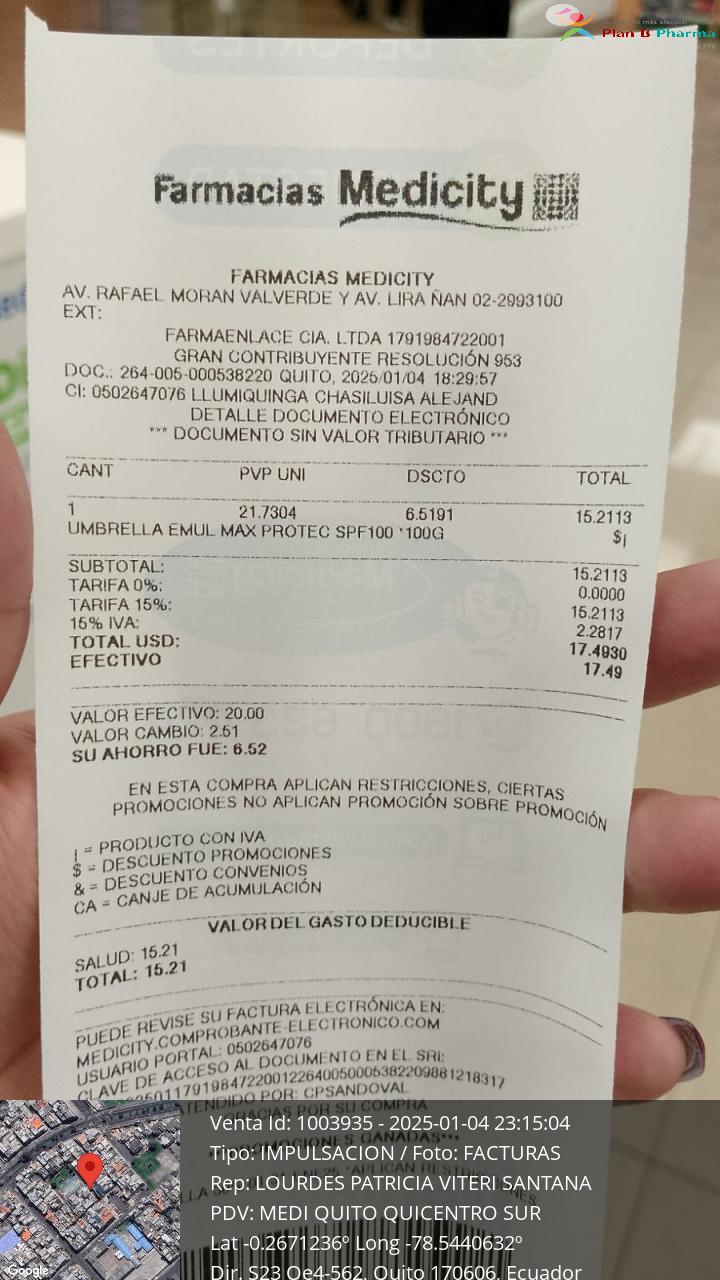 Plan B Pharma
Farmacias Medicity
FARMACIAS MEDICITY
AV. RAFAEL MORAN VALVERDE Y AV. LIRA ÑAN 02-2993100
EXT:
FARMAENLACE CIA. LTDA 1791984722001
GRAN CONTRIBUYENTE RESOLUCIÓN 953
DOC.: 264-005-000538220 QUITO, 2025/01/04 18:29:57
CI: 0502647076 LLUMIQUINGA CHASILUISA ALEJAND
DETALLE DOCUMENTO ELECTRÓNICO
*** DOCUMENTO SIN VALOR TRIBUTARIO ***
CANT PVP UNI DSCTO TOTAL
1 21.7304 6.5191 15.2113
UMBRELLA EMUL MAX PROTEC SPF100 *100G $¡
SUBTOTAL: 15.2113
TARIFA 0%: 0.0000
TARIFA 15%: 15.2113
15% IVA: 2.2817
TOTAL USD: 17.4930
EFECTIVO 17.49
VALOR EFECTIVO: 20.00
VALOR CAMBIO: 2.51
SU AHORRO FUE: 6.52
EN ESTA COMPRA APLICAN RESTRICCIONES, CIERTAS
PROMOCIONES NO APLICAN PROMOCIÓN SOBRE PROMOCIÓN
¡ = PRODUCTO CON IVA
$ = DESCUENTO PROMOCIONES
& = DESCUENTO CONVENIOS
CA = CANJE DE ACUMULACIÓN
VALOR DEL GASTO DEDUCIBLE
SALUD: 15.21
TOTAL: 15.21
PUEDE REVISE SU FACTURA ELECTRÓNICA EN:
MEDICITY.COMPROBANTE-ELECTRONICO.COM
USUARIO PORTAL: 0502647076
CLAVE DE ACCESO AL DOCUMENTO EN EL SRI:
ATENDIDO POR: CPSANDOVAL
GRACIAS POR SU COMPRA
Venta Id: 1003935 - 2025-01-04 23:15:04
Tipo: IMPULSACION / Foto: FACTURAS
Rep: LOURDES PATRICIA VITERI SANTANA
PDV: MEDI QUITO QUICENTRO SUR
Lat -0.2671236º Long -78.5440632º
Dir. S23 Oe4-562, Quito 170606, Ecuador
Google